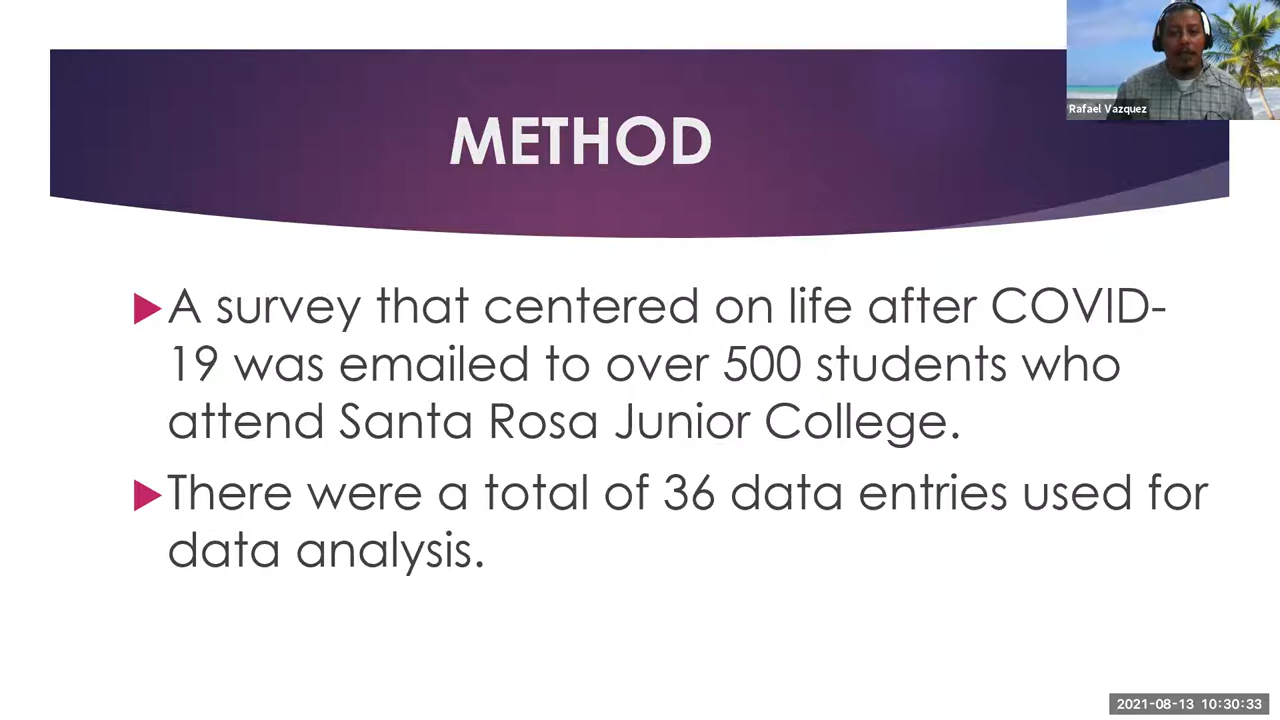 Rafael Vazquez
METHOD
A survey that centered on life after COVID-
19 was emailed to over 500 students who
attend Santa Rosa Junior College.
There were a total of 36 data entries used for
data analysis.
2021-08-13 10:30:33